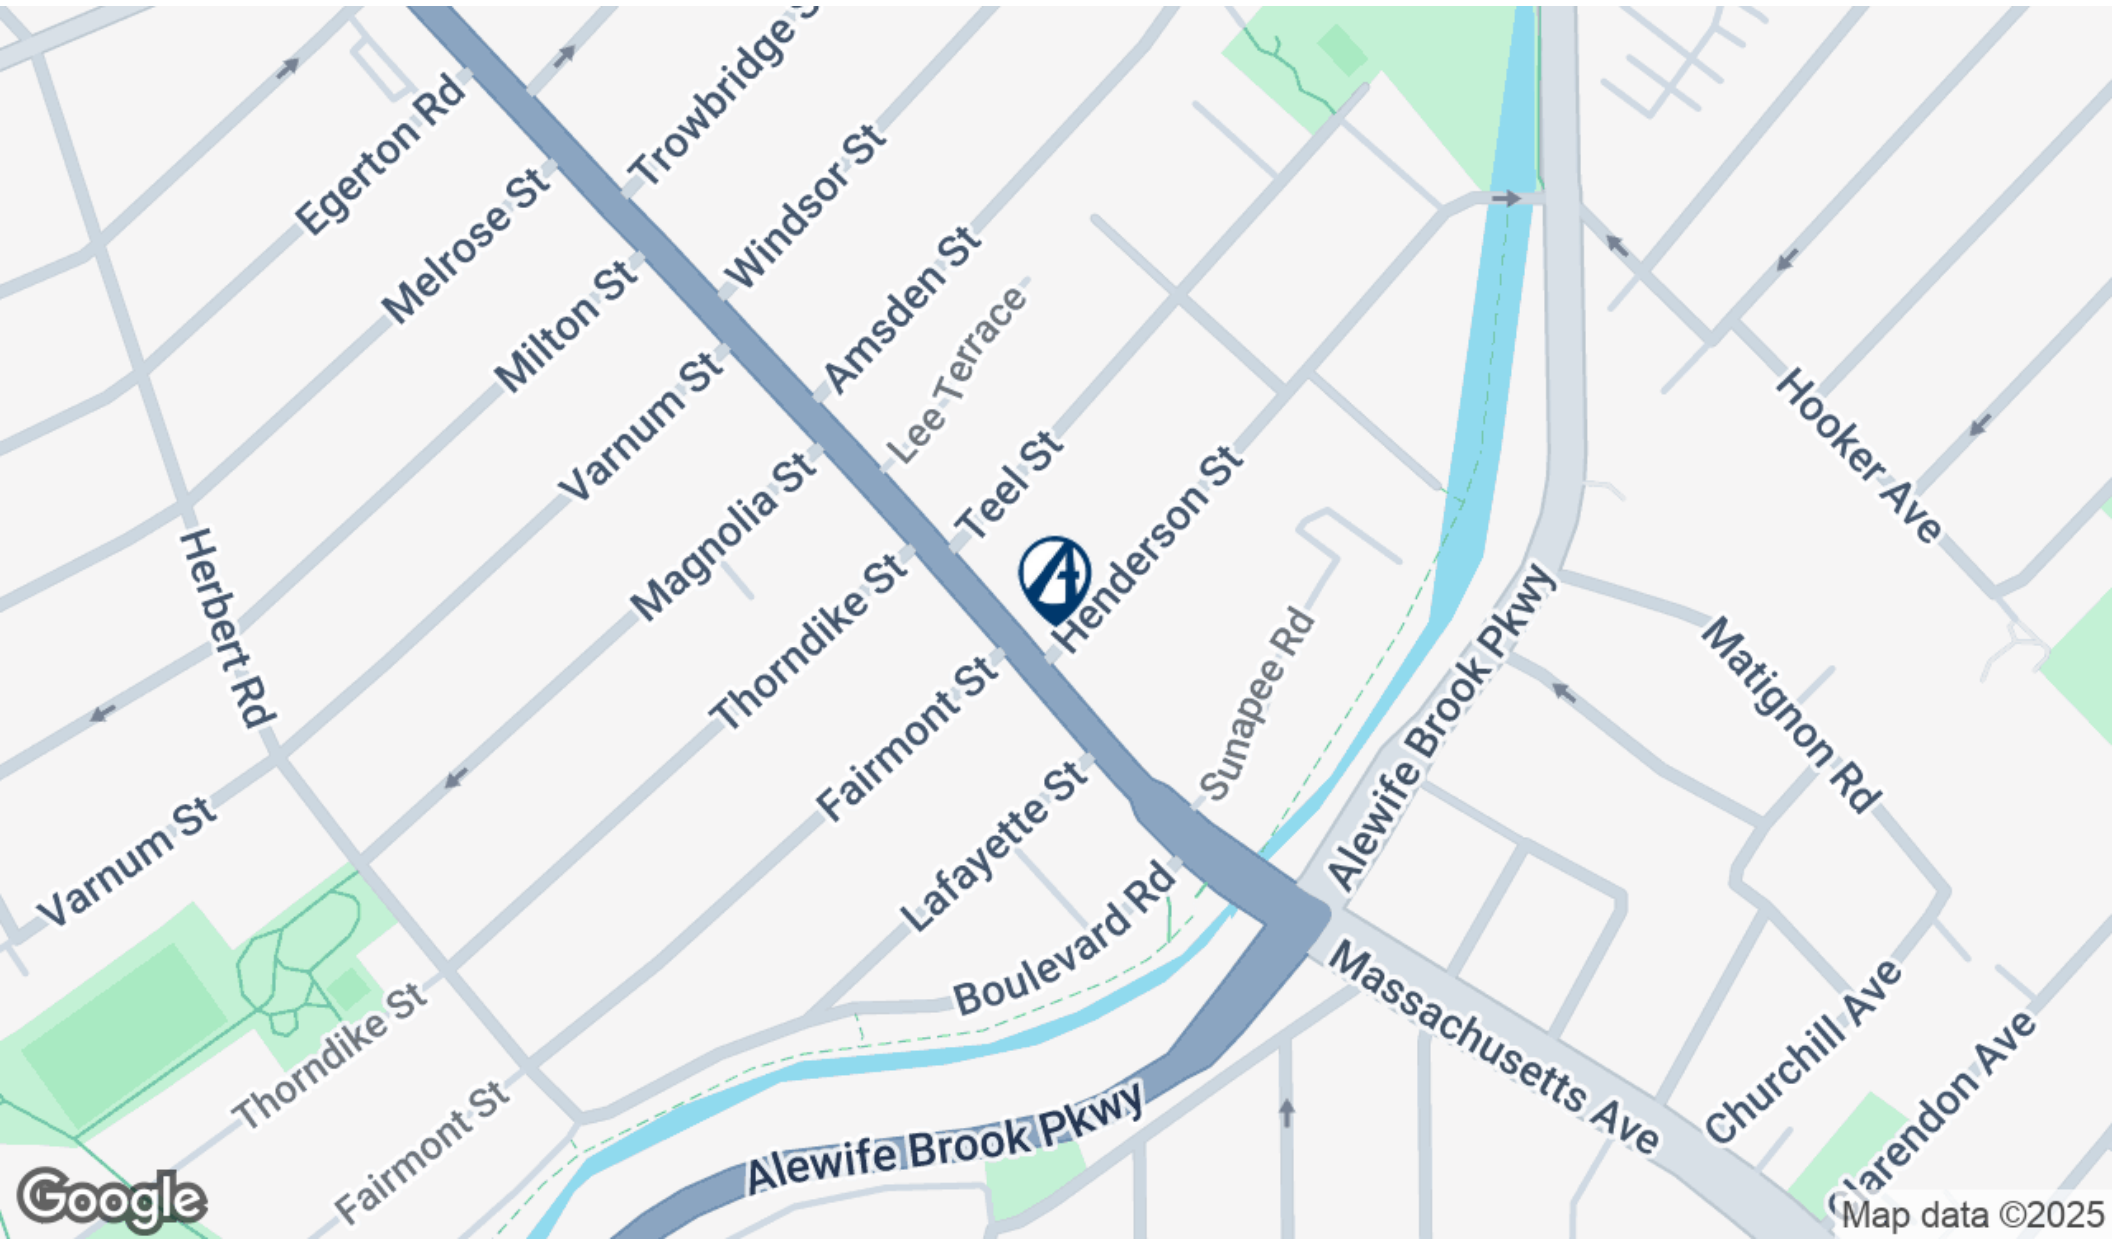 Egerton Rd
Trowbridge
Melrose St
Windsor St
Milton St
Amsden St
Lee Terrace
Varnum St
Magnolia St
Teel St
Henderson St
Hooker Ave
Herbert Rd
Thorndike St
Fairmont St
Sunapee Rd
Alewife Brook Pkwy
Matignon Rd
Lafayette St
Varnum St
Boulevard Rd
Massachusetts Ave
Churchill Ave
Clarendon Ave
Thorndike St
Fairmont St
Alewife Brook Pkwy
Google
Map data ©2025